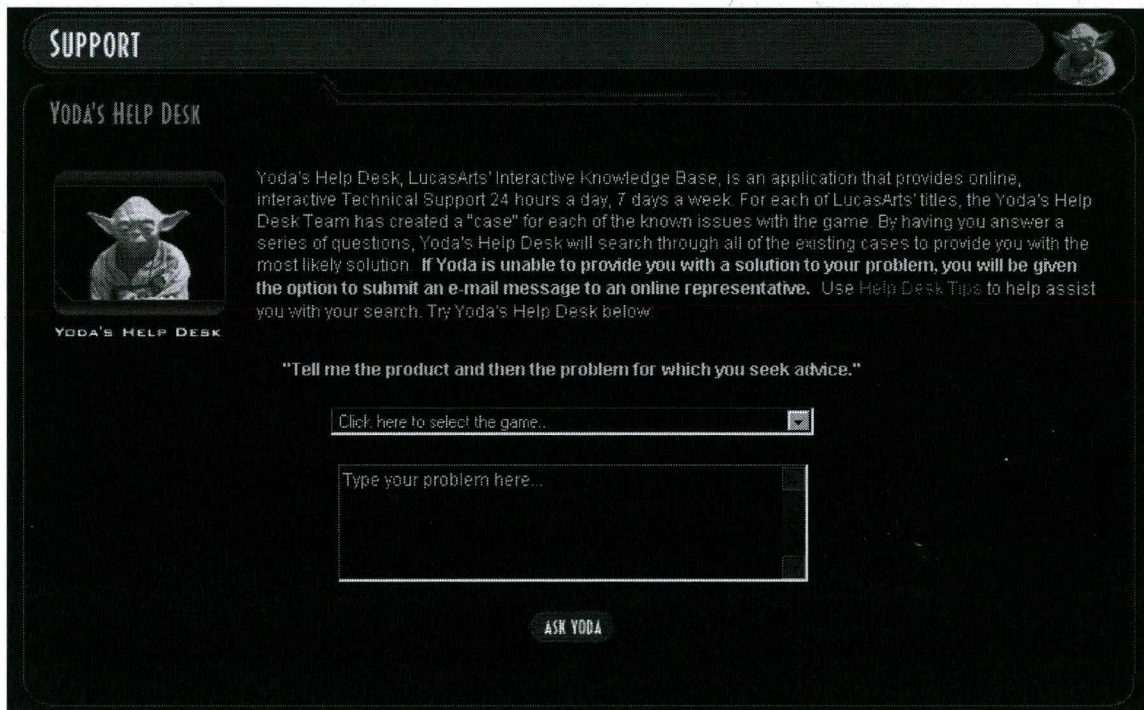 SUPPORT
YODA'S HELP DESK
Yoda's Help Desk, LucasArts' Interactive Knowledge Base, is an application that provides online,
interactive Technical Support 24 hours a day, 7 days a week. For each of LucasArts' titles, the Yoda's Help
Desk Team has created a "case" for each of the known issues with the game. By having you answer a
series of questions, Yoda's Help Desk will search through all of the existing cases to provide you with the
most likely solution. If Yoda is unable to provide you with a solution to your problem, you will be given
the option to submit an e-mail message to an online representative. Use Help Desk Tips to help assist
you with your search. Try Yoda's Help Desk below:
YODA'S HELP DESK
"Tell me the product and then the problem for which you seek advice."
Click here to select the game..
Type your problem here...
ASK YODA